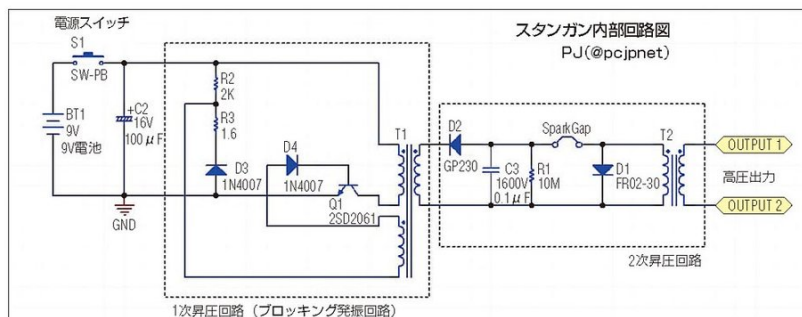 スタンガン内部回路図
PJ(@pcjpnet)
電源スイッチ
S1
SW-PB
BT1
9V
9V電池
+C2
16V
100μF
GND
R2
2K
R3
1.6
D3
1N4007
D4
1N4007
Q1
2SD2061
T1
1次昇圧回路（ブロッキング発振回路）
D2
GP230
C3
1600V
0.1μF
R1
10M
SparkGap
D1
FR02-30
T2
OUTPUT 1
高圧出力
OUTPUT 2
2次昇圧回路